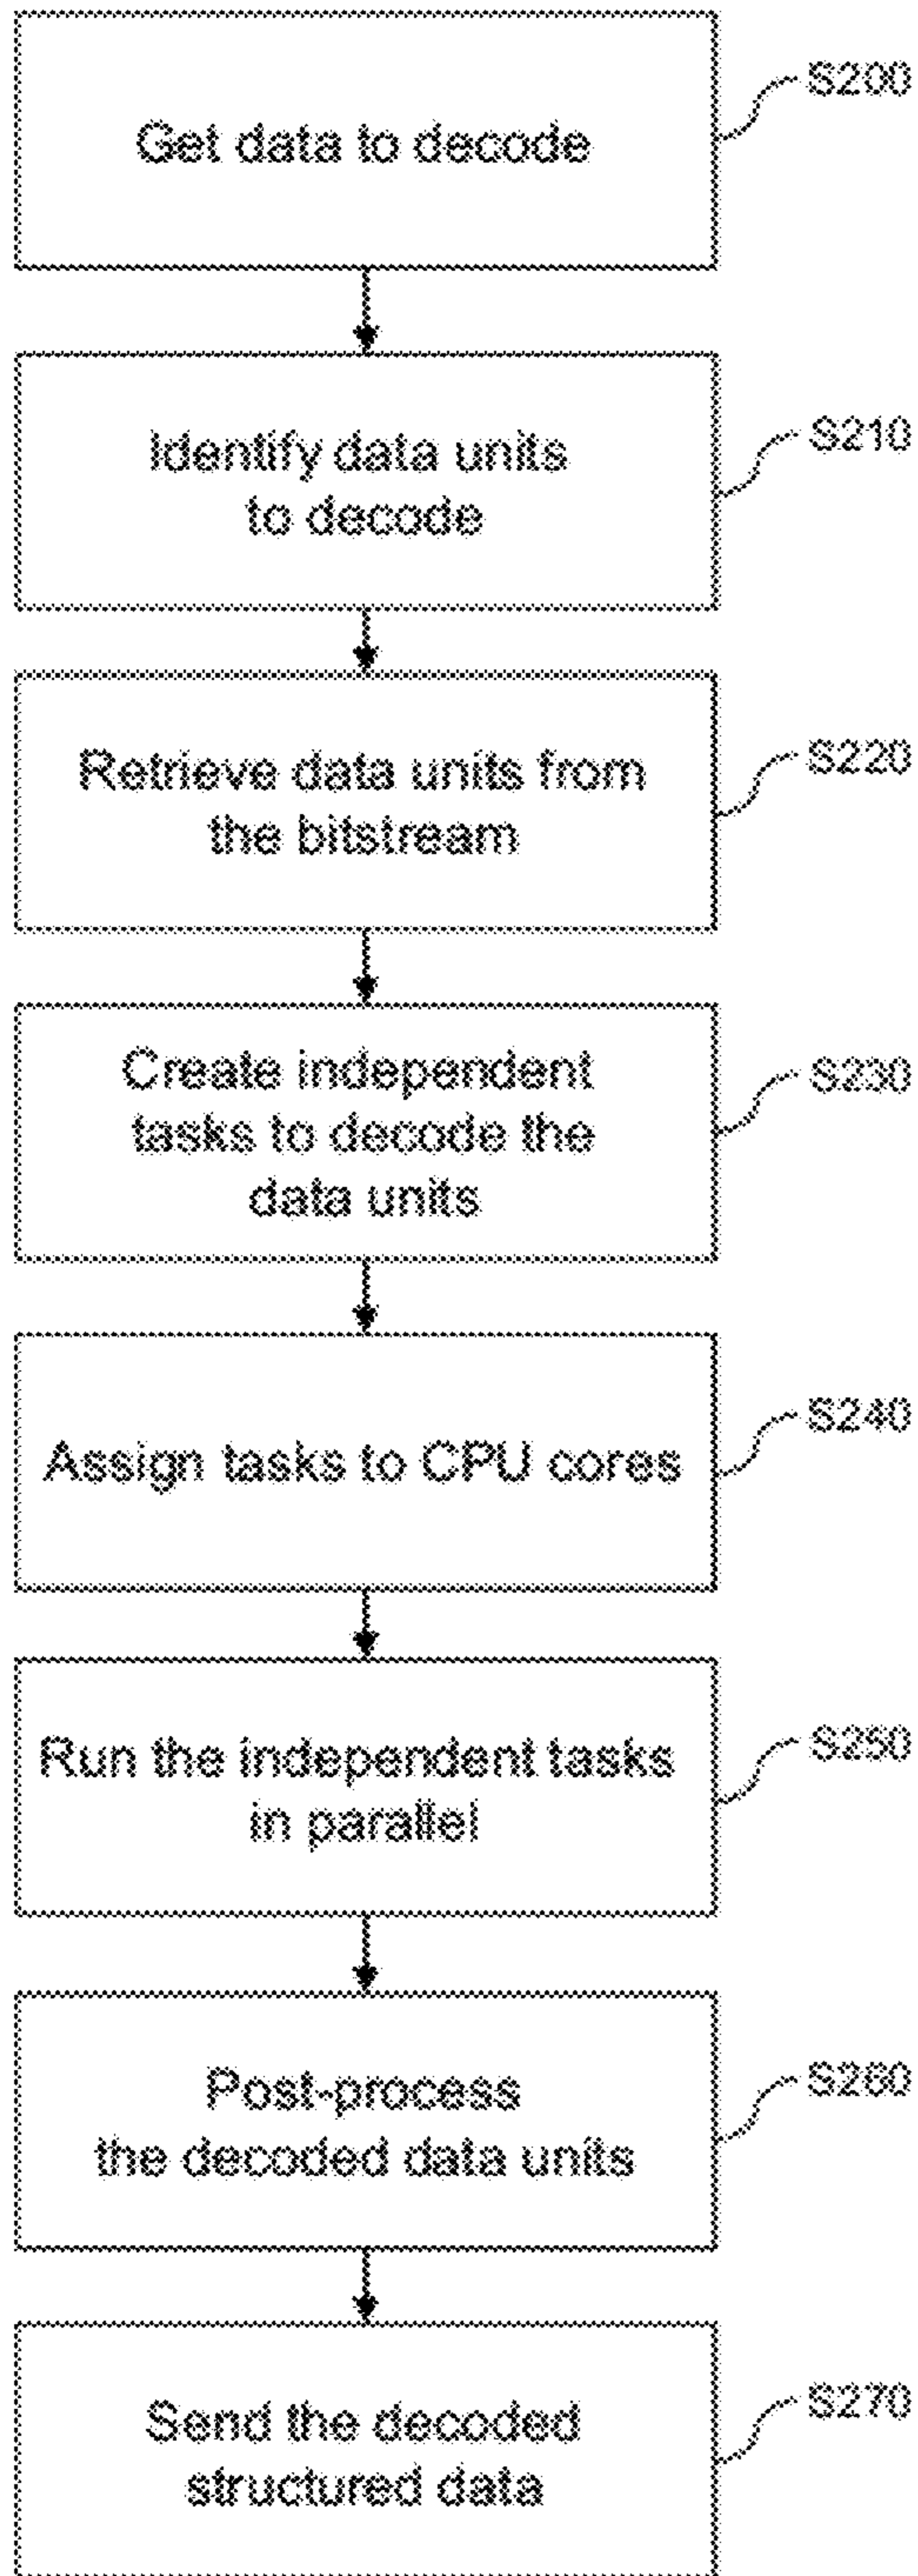 Get data to decode
S200
Identify data units
to decode
S210
Retrieve data units from
the bitstream
S220
Create independent
tasks to decode the
data units
S230
Assign tasks to CPU cores
S240
Run the independent tasks
in parallel
S250
Post-process
the decoded data units
S260
Send the decoded
structured data
S270